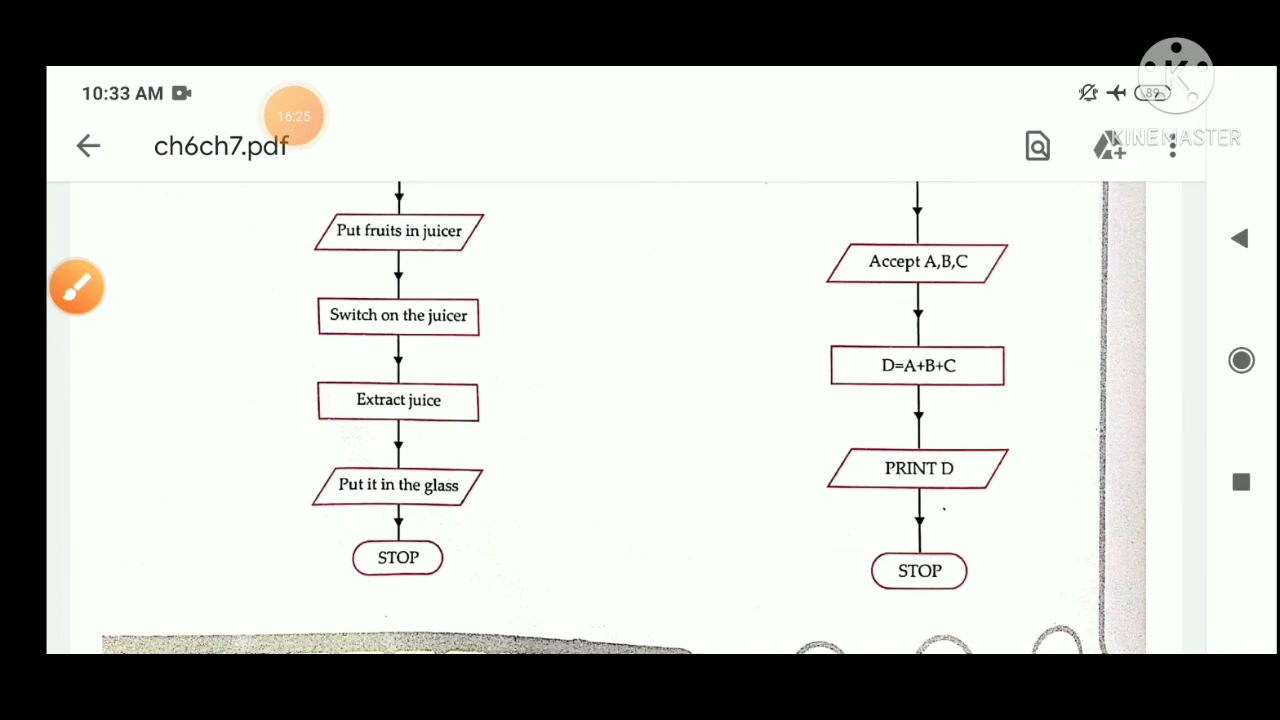 10:33 AM
16:25
89
ch6ch7.pdf
KINEMASTER
K
Put fruits in juicer
Switch on the juicer
Extract juice
Put it in the glass
STOP
Accept A,B,C
D=A+B+C
PRINT D
STOP